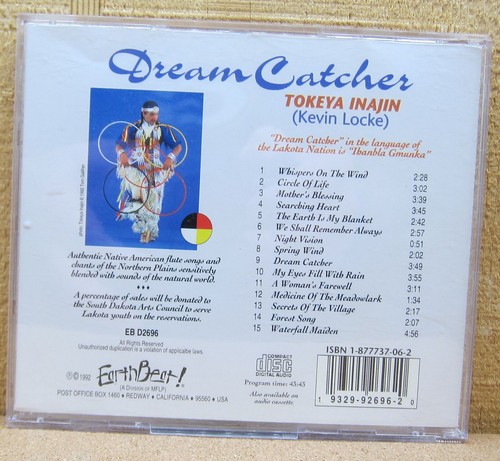 Dream Catcher
TOKEYA INAJIN
(Kevin Locke)
"Dream Catcher" in the language of
the Lakota Nation is "Ihanbla Gmunka"
1 Whispers On The Wind 2:28
2 Circle Of Life 3:02
3 Mother's Blessing 3:39
4 Searching Heart 3:45
5 The Earth Is My Blanket 2:42
6 We Shall Remember Always 2:57
7 Night Vision 0:51
8 Spring Wind 2:02
9 Dream Catcher 3:49
10 My Eyes Fill With Rain 3:55
11 A Woman's Farewell 3:11
12 Medicine Of The Meadowlark 1:34
13 Secrets Of The Village 2:17
14 Forest Song 2:07
15 Waterfall Maiden 4:56
Authentic Native American flute songs and
chants of the Northern Plains sensitively
blended with sounds of the natural world.
A percentage of sales will be donated to
the South Dakota Arts Council to serve
Lakota youth on the reservations.
EB D2696
All Rights Reserved
Unauthorized duplication is a violation of applicable laws.
℗ © 1992 EarthBeat!
(A Division of MFLP)
POST OFFICE BOX 1460 • REDWAY • CALIFORNIA • 95560 • USA
COMPACT
disc
DIGITAL AUDIO
Program time: 43:43
Also available on
audio cassette.
ISBN 1-877737-06-2
1 9329-92696-2 0